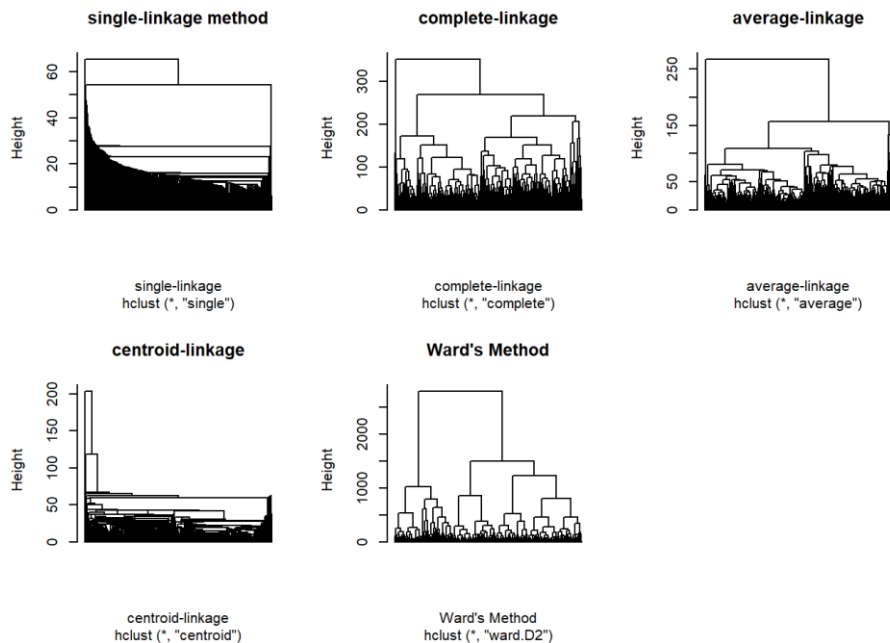 single-linkage method
Height
60
40
20
0
single-linkage
hclust (*, "single")
complete-linkage
Height
300
200
100
0
complete-linkage
hclust (*, "complete")
average-linkage
Height
250
150
50
0
average-linkage
hclust (*, "average")
centroid-linkage
Height
200
150
100
50
0
centroid-linkage
hclust (*, "centroid")
Ward's Method
Height
2000
1000
0
Ward's Method
hclust (*, "ward.D2")